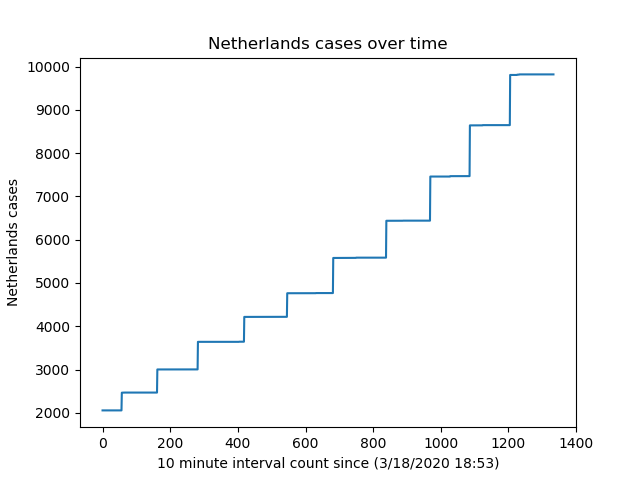 Netherlands cases over time
10000
9000
8000
7000
6000
5000
4000
3000
2000
Netherlands cases
0 200 400 600 800 1000 1200 1400
10 minute interval count since (3/18/2020 18:53)